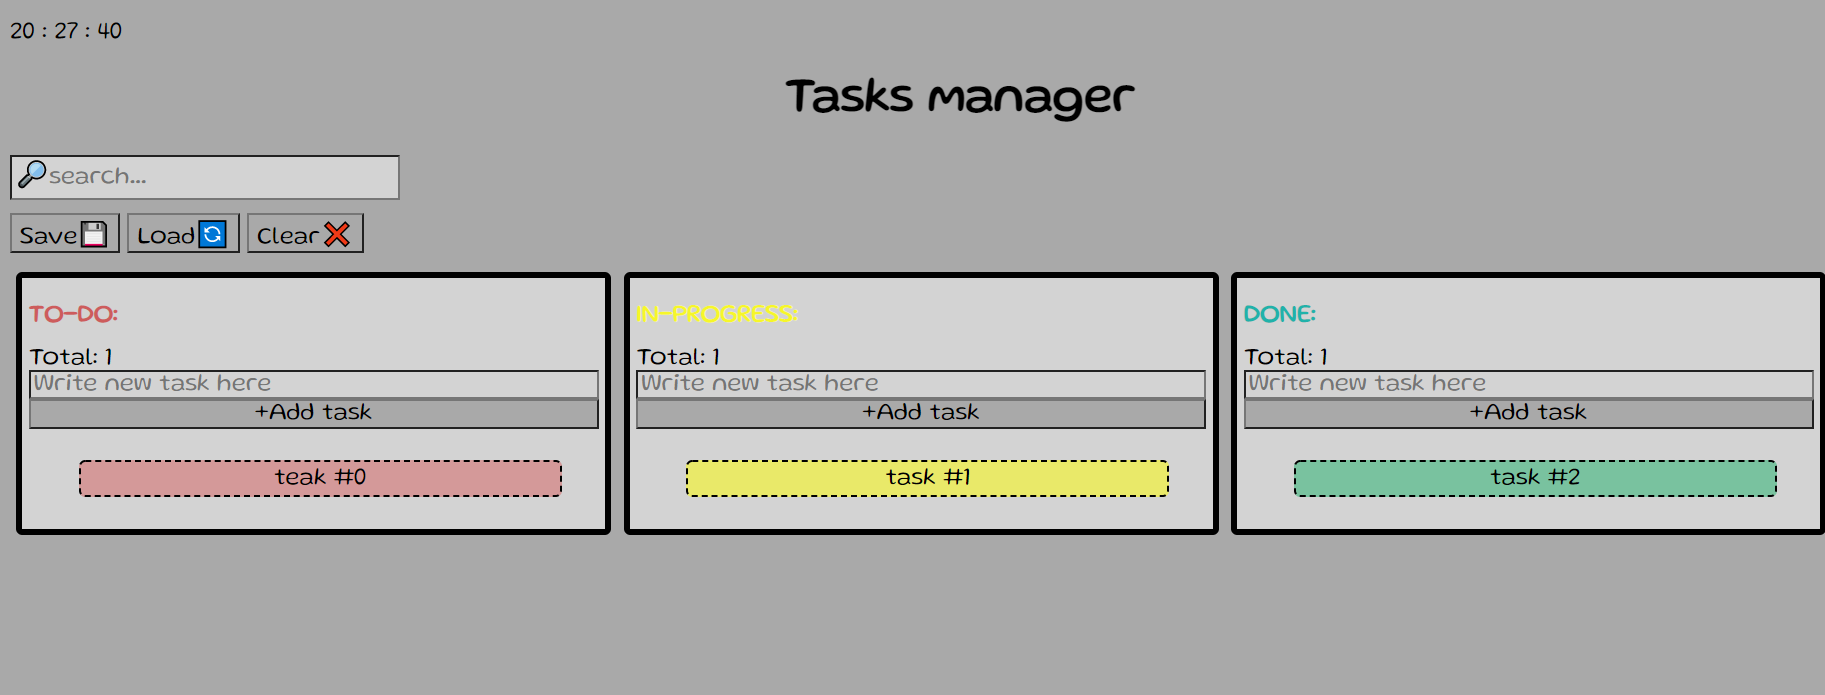 20 : 27 : 40
Tasks manager
search...
Save Load Clear
TO-DO:
Total: 1
Write new task here
+Add task
teak #0
IN-PROGRESS:
Total: 1
Write new task here
+Add task
task #1
DONE:
Total: 1
Write new task here
+Add task
task #2